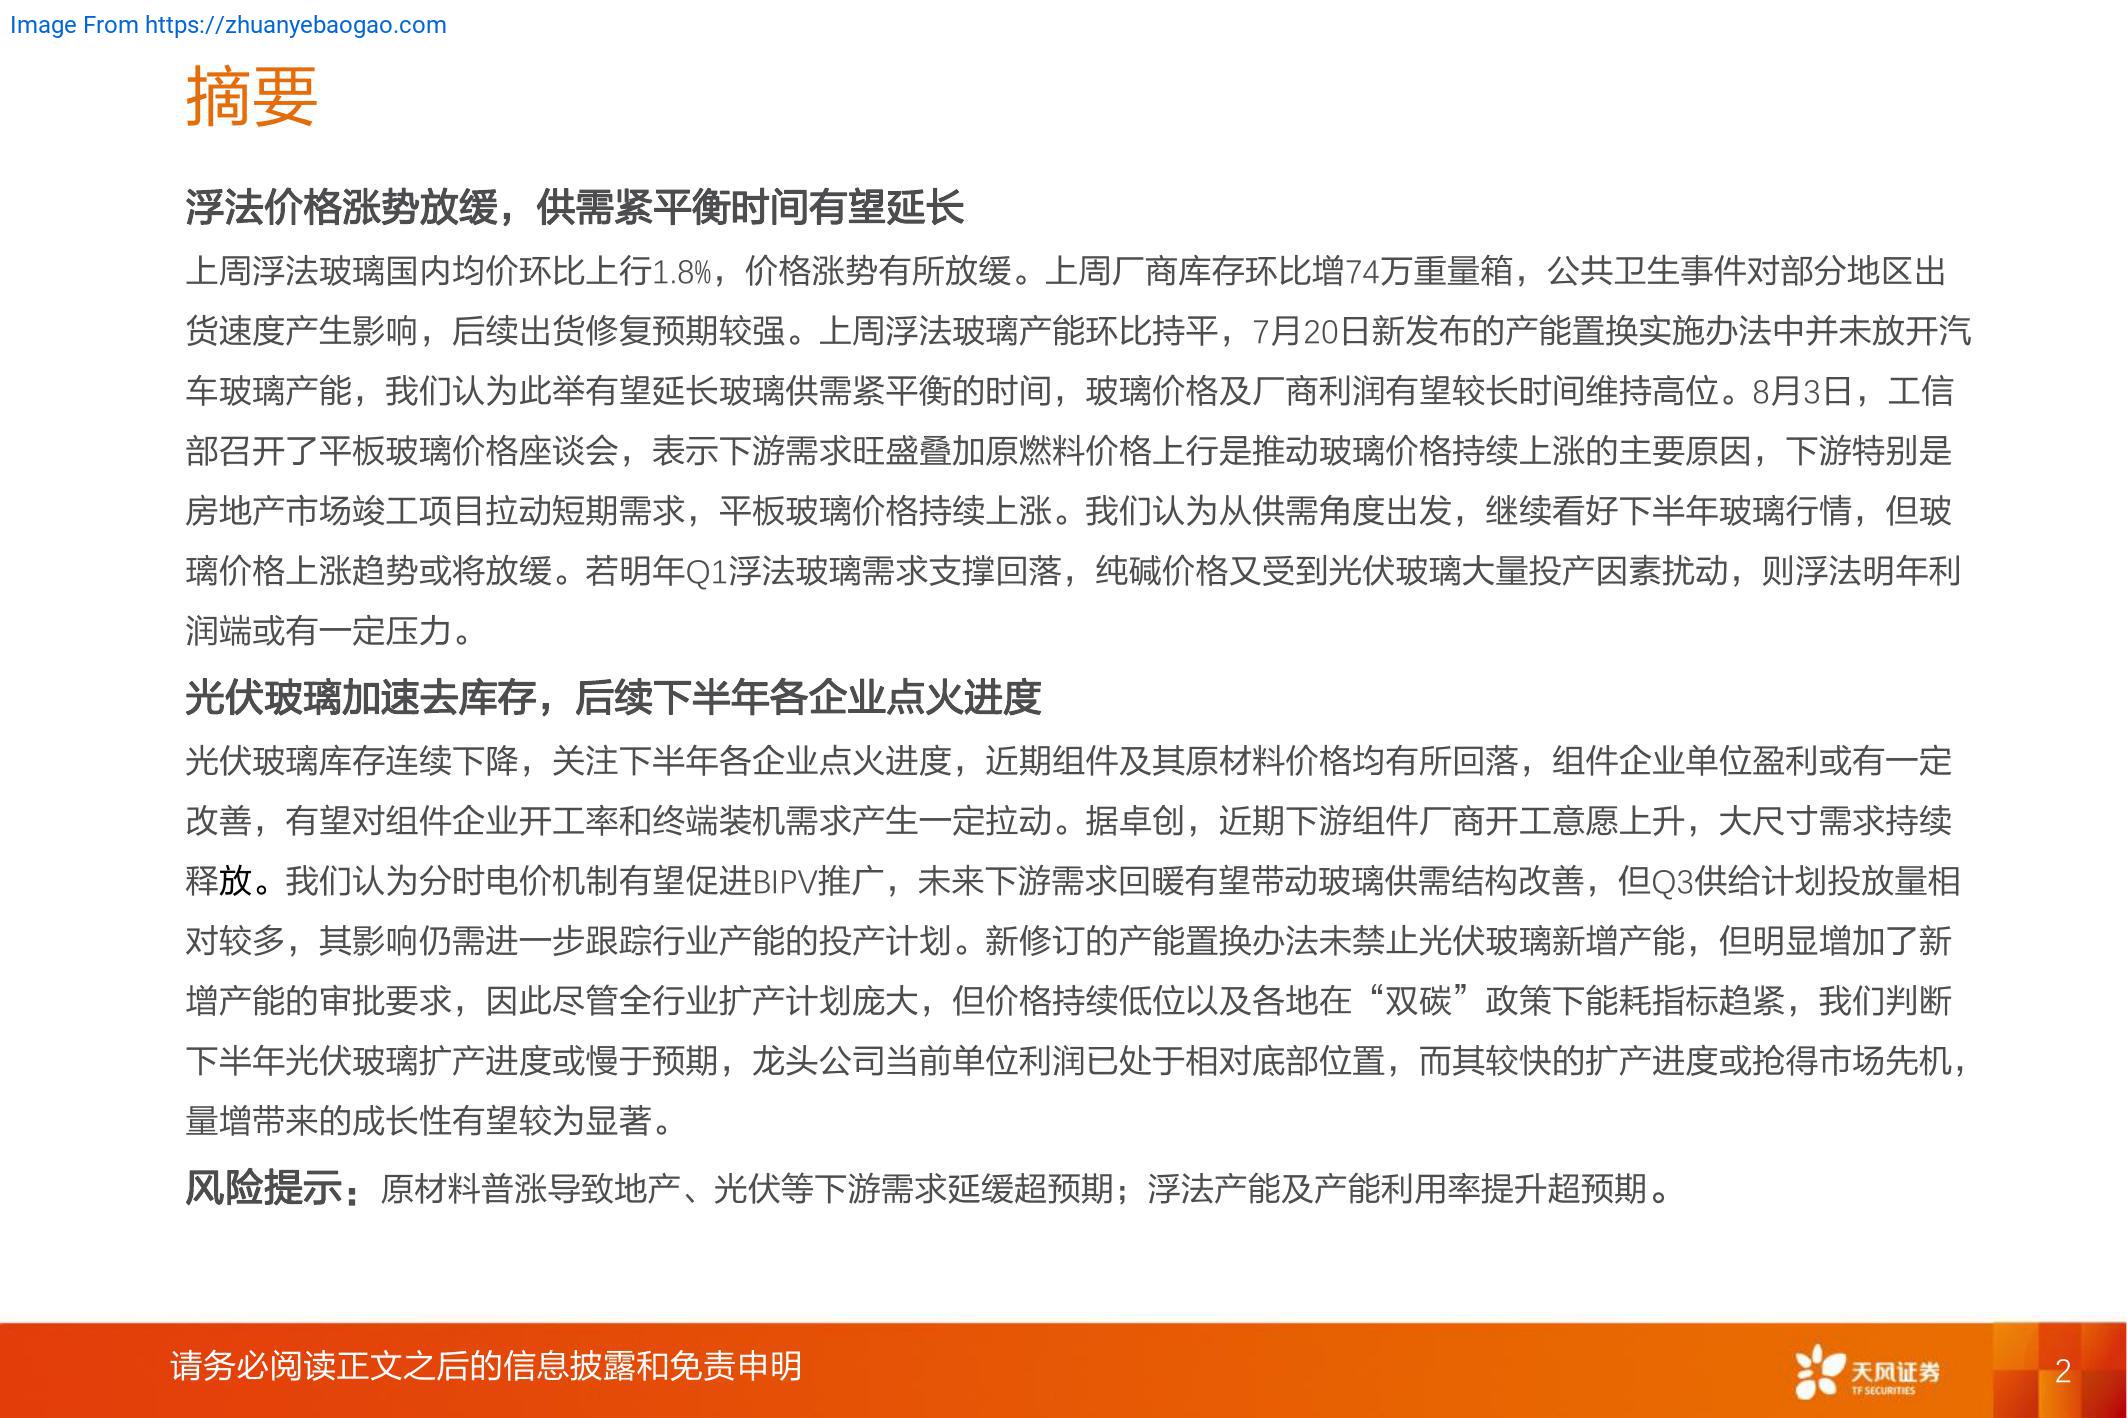 Image From https://zhuanyebaogao.com
摘要
浮法价格涨势放缓，供需紧平衡时间有望延长
上周浮法玻璃国内均价环比上行1.8%，价格涨势有所放缓。上周厂商库存环比增74万重量箱，公共卫生事件对部分地区出
货速度产生影响，后续出货修复预期较强。上周浮法玻璃产能环比持平，7月20日新发布的产能置换实施办法中并未放开汽
车玻璃产能，我们认为此举有望延长玻璃供需紧平衡的时间，玻璃价格及厂商利润有望较长时间维持高位。8月3日，工信
部召开了平板玻璃价格座谈会，表示下游需求旺盛叠加原燃料价格上行是推动玻璃价格持续上涨的主要原因，下游特别是
房地产市场竣工项目拉动短期需求，平板玻璃价格持续上涨。我们认为从供需角度出发，继续看好下半年玻璃行情，但玻
璃价格上涨趋势或将放缓。若明年Q1浮法玻璃需求支撑回落，纯碱价格又受到光伏玻璃大量投产因素扰动，则浮法明年利
润端或有一定压力。
光伏玻璃加速去库存，后续下半年各企业点火进度
光伏玻璃库存连续下降，关注下半年各企业点火进度，近期组件及其原材料价格均有所回落，组件企业单位盈利或有一定
改善，有望对组件企业开工率和终端装机需求产生一定拉动。据卓创，近期下游组件厂商开工意愿上升，大尺寸需求持续
释放。我们认为分时电价机制有望促进BIPV推广，未来下游需求回暖有望带动玻璃供需结构改善，但Q3供给计划投放量相
对较多，其影响仍需进一步跟踪行业产能的投产计划。新修订的产能置换办法未禁止光伏玻璃新增产能，但明显增加了新
增产能的审批要求，因此尽管全行业扩产计划庞大，但价格持续低位以及各地在“双碳”政策下能耗指标趋紧，我们判断
下半年光伏玻璃扩产进度或慢于预期，龙头公司当前单位利润已处于相对底部位置，而其较快的扩产进度或抢得市场先机，
量增带来的成长性有望较为显著。
风险提示：原材料普涨导致地产、光伏等下游需求延缓超预期；浮法产能及产能利用率提升超预期。
请务必阅读正文之后的信息披露和免责申明
天风证券
TF SECURITIES
2